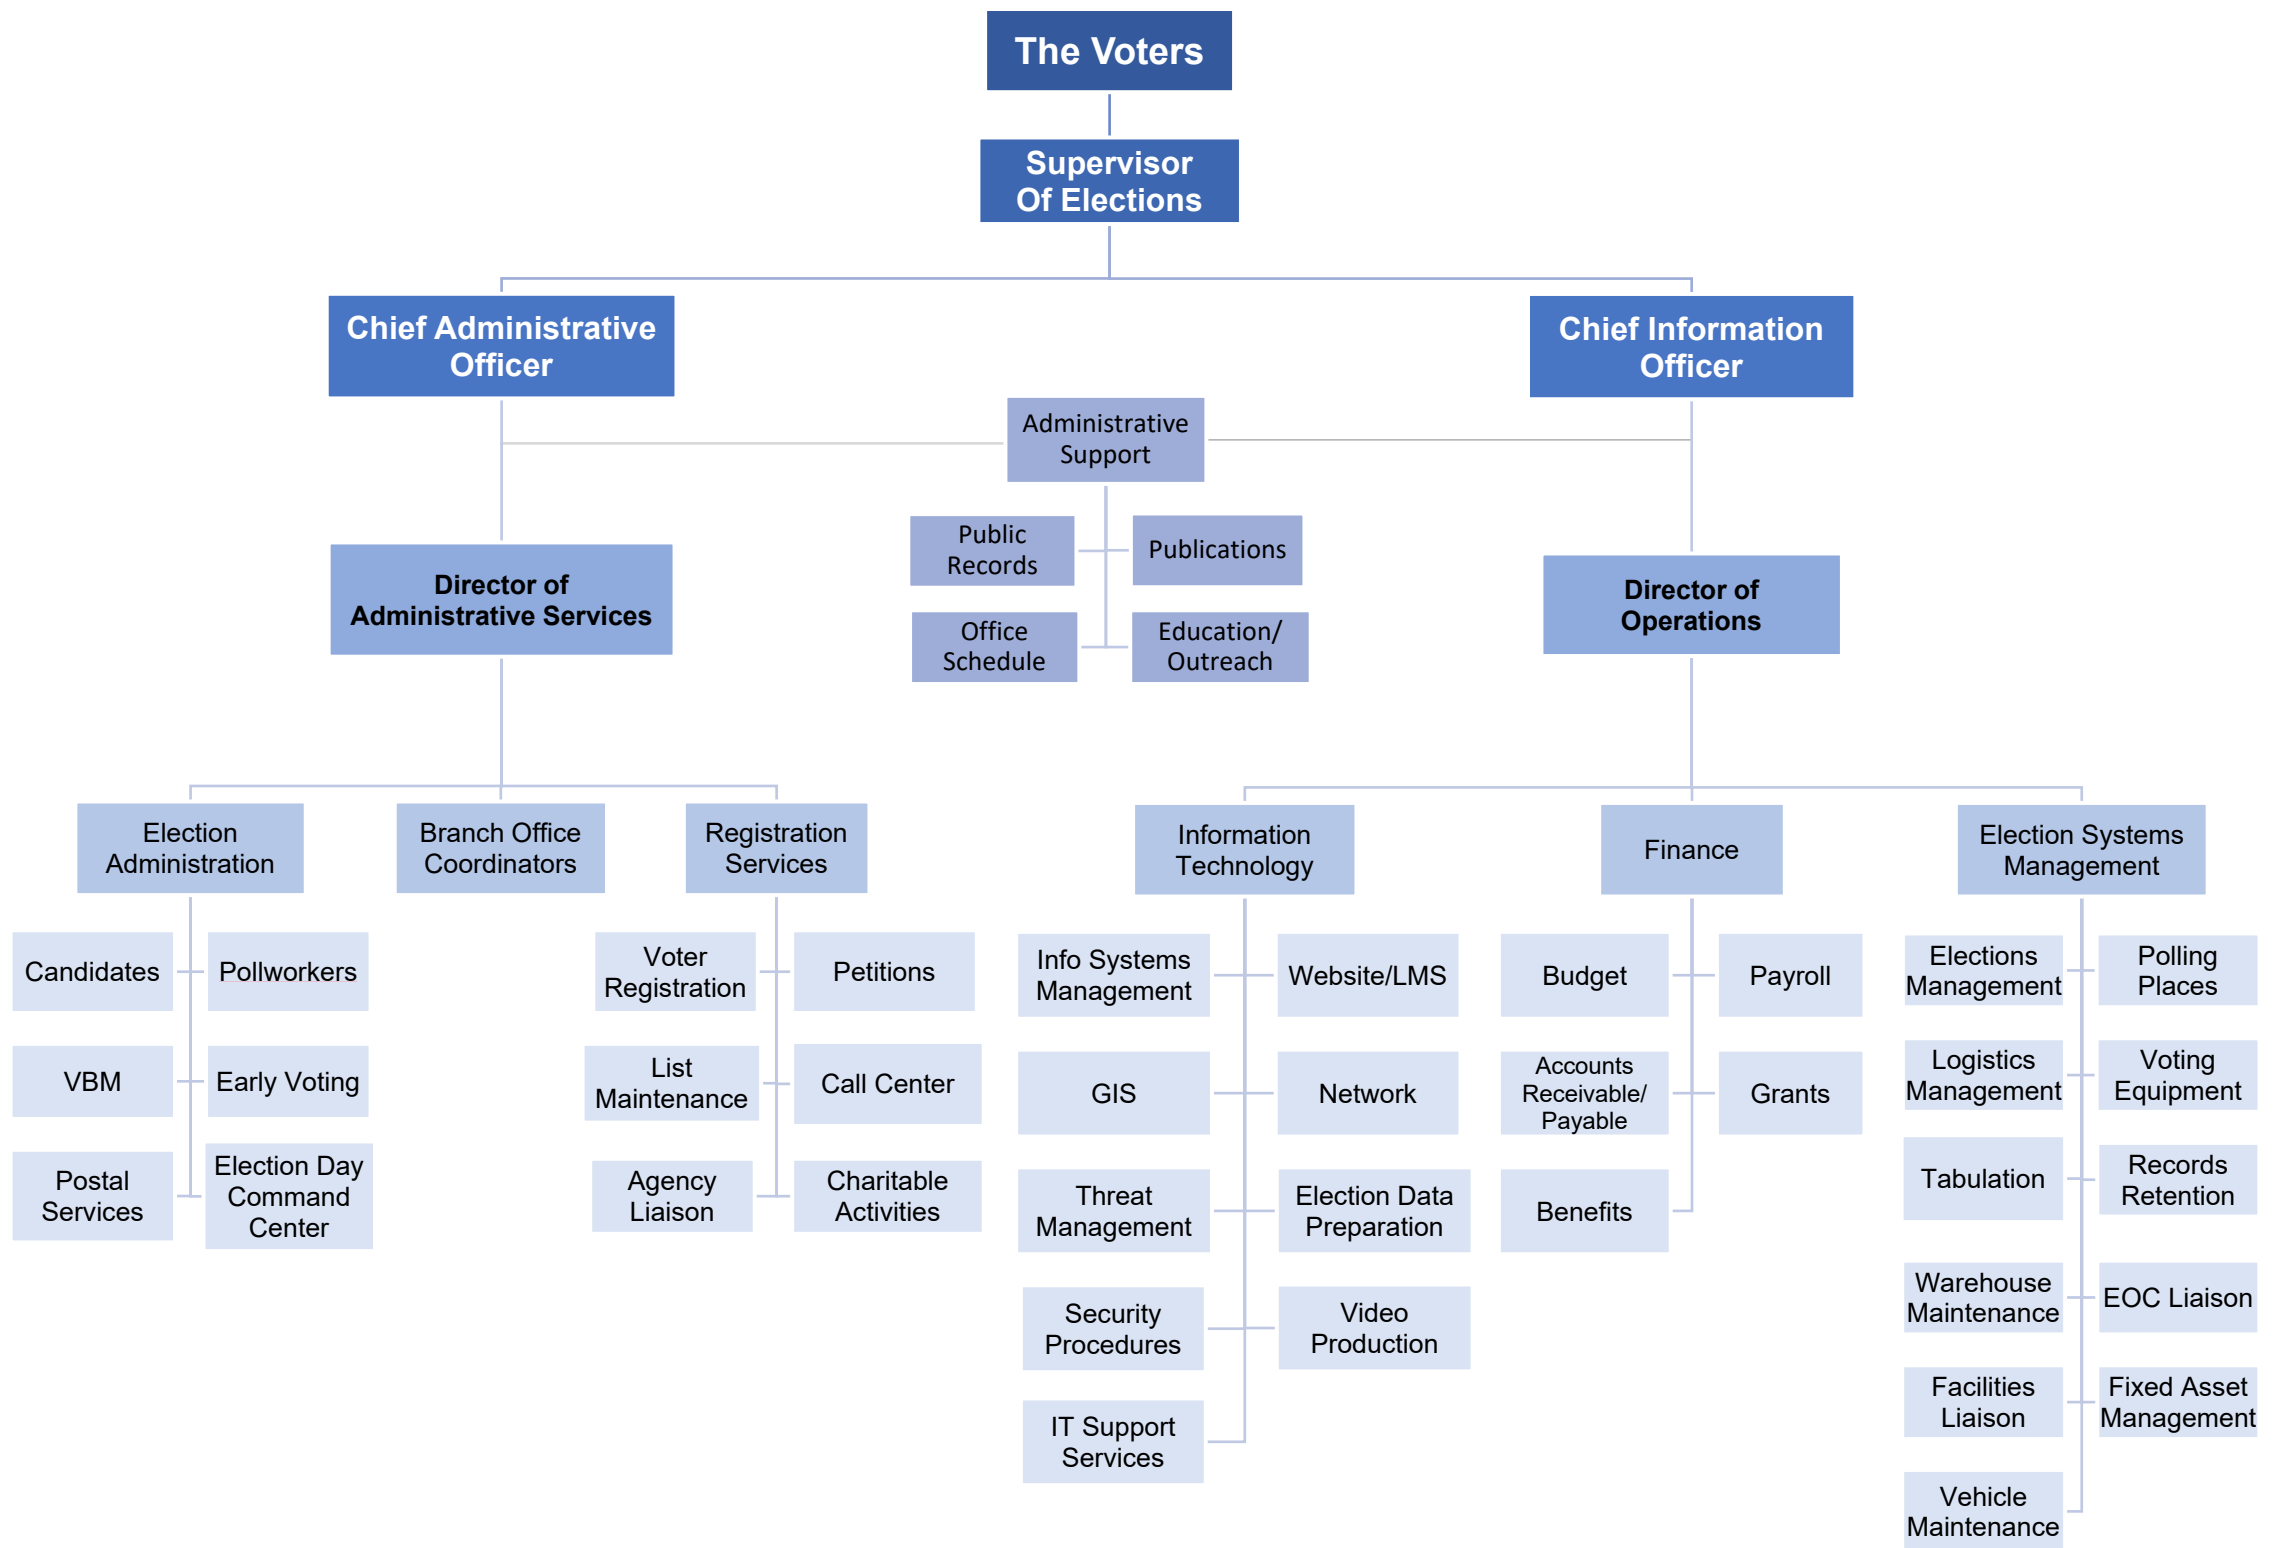 The Voters
Supervisor
Of Elections
Chief Administrative
Officer
Chief Information
Officer
Administrative
Support
Public
Records
Publications
Office
Schedule
Education/
Outreach
Director of
Administrative Services
Director of
Operations
Election
Administration
Branch Office
Coordinators
Registration
Services
Information
Technology
Finance
Election Systems
Management
Candidates
Pollworkers
VBM
Early Voting
Postal
Services
Election Day
Command
Center
Voter
Registration
Petitions
List
Maintenance
Call Center
Agency
Liaison
Charitable
Activities
Info Systems
Management
Website/LMS
GIS
Network
Threat
Management
Election Data
Preparation
Security
Procedures
Video
Production
IT Support
Services
Budget
Payroll
Accounts
Receivable/
Payable
Grants
Benefits
Elections
Management
Polling
Places
Logistics
Management
Voting
Equipment
Tabulation
Records
Retention
Warehouse
Maintenance
EOC Liaison
Facilities
Liaison
Fixed Asset
Management
Vehicle
Maintenance